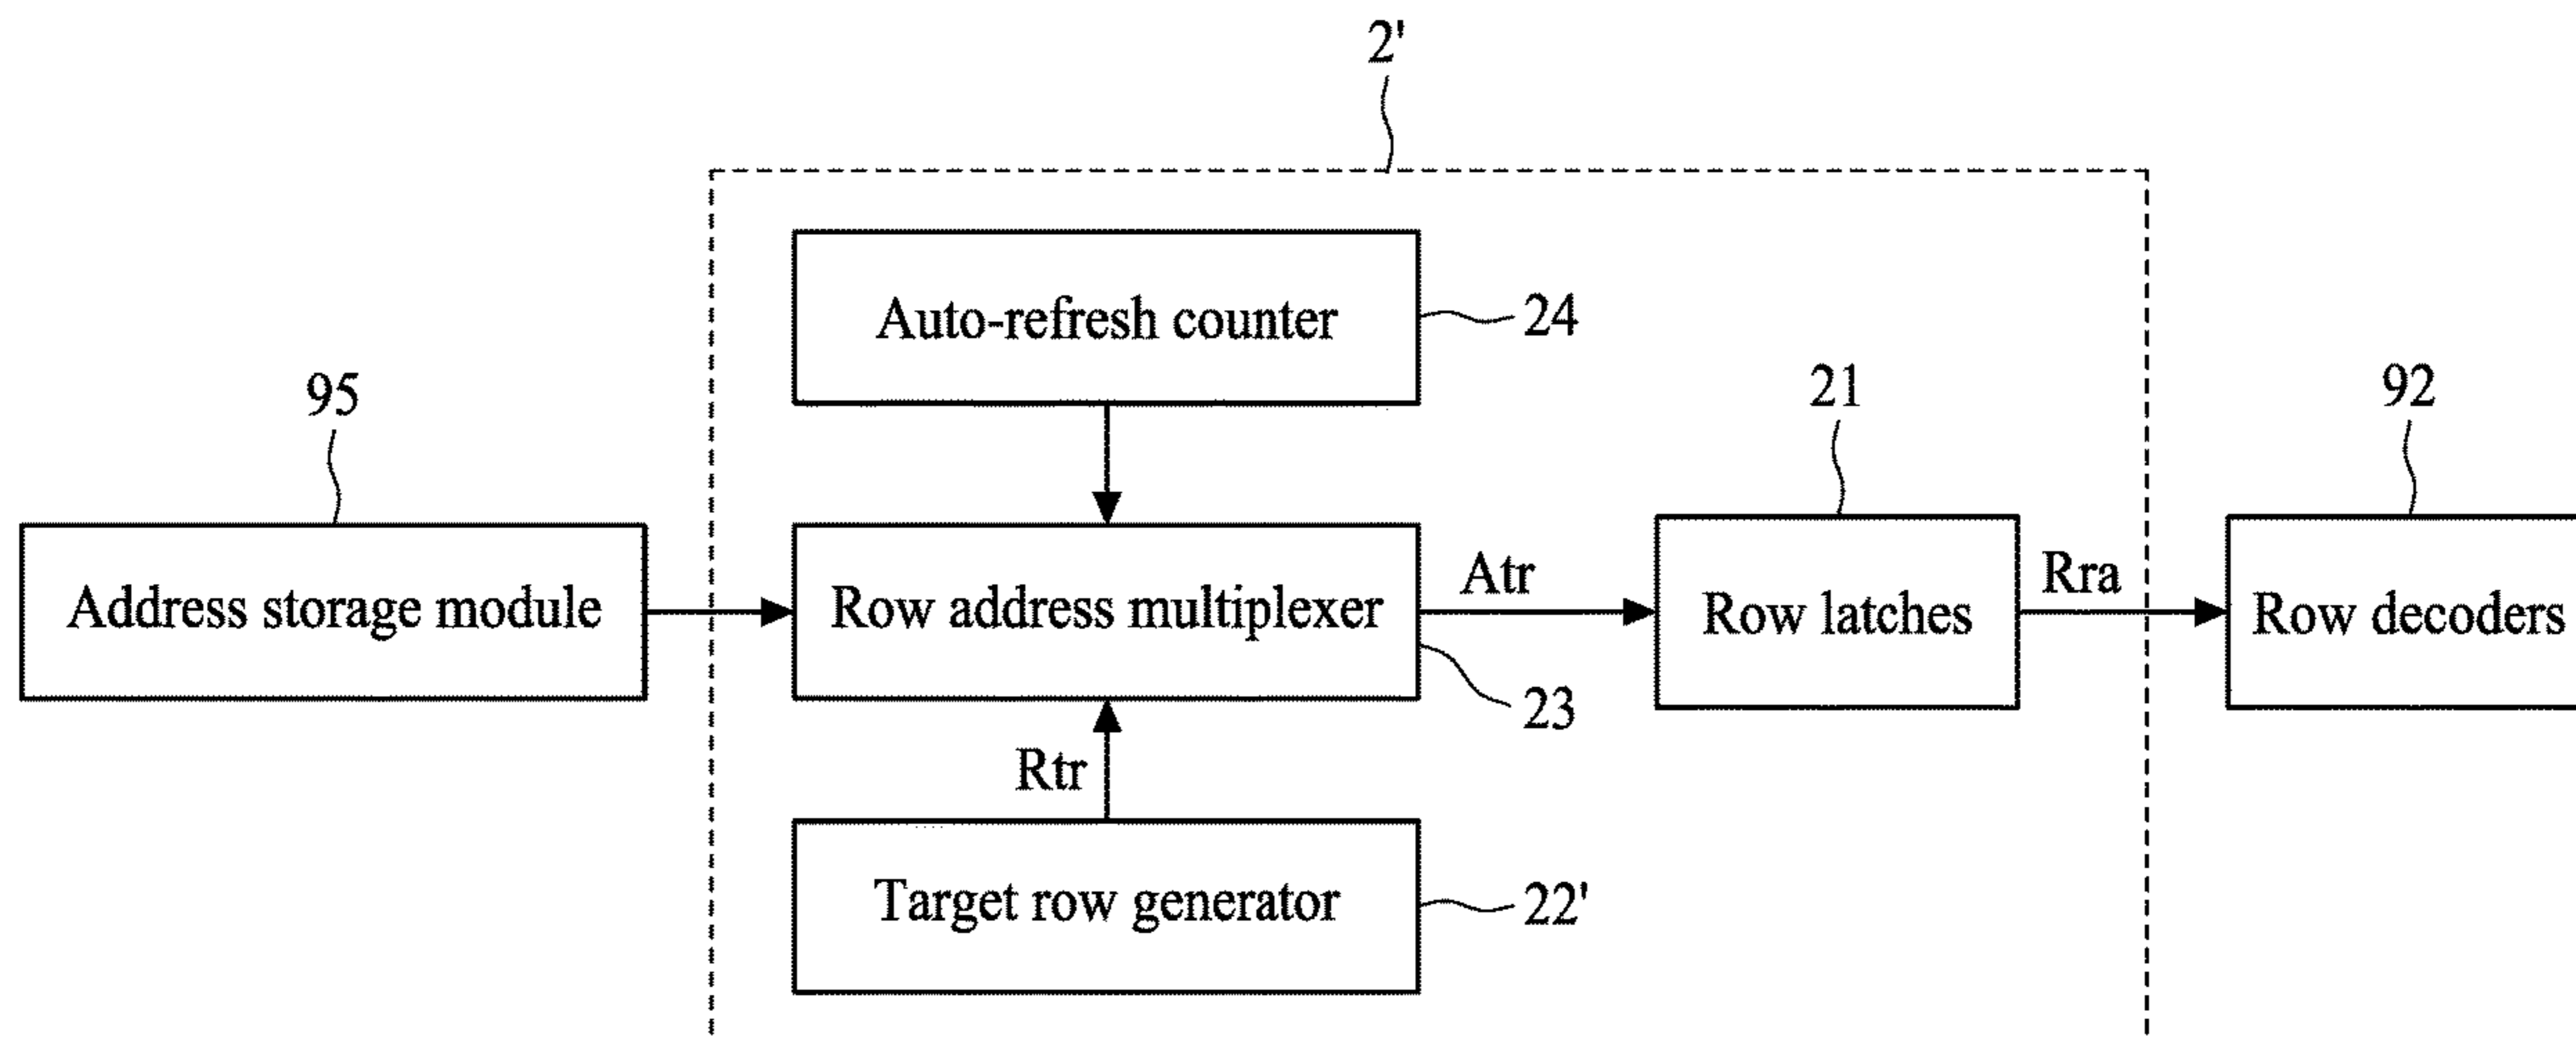 2'
Auto-refresh counter
24
95
21
92
Address storage module
Row address multiplexer
Atr
Row latches
Rra
Row decoders
23
Rtr
Target row generator
22'